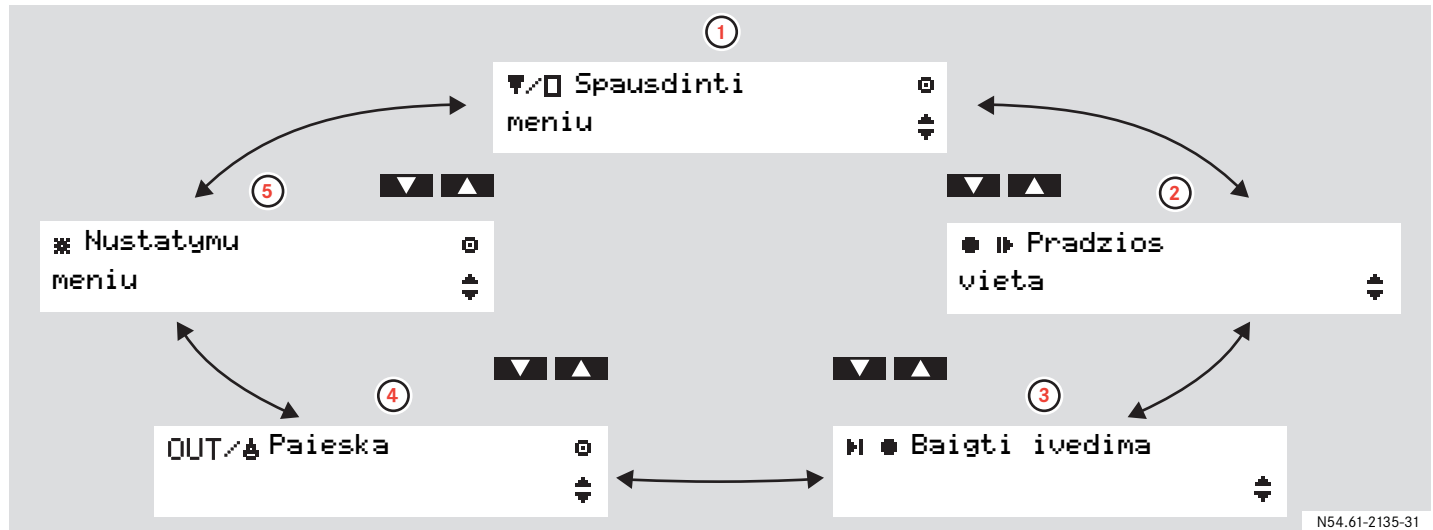 1
Spausdinti
meniu
5
2
Nustatymu
meniu
Pradzios
vieta
4
3
OUT/ Paieska
Baigti ivedima
N54.61-2135-31